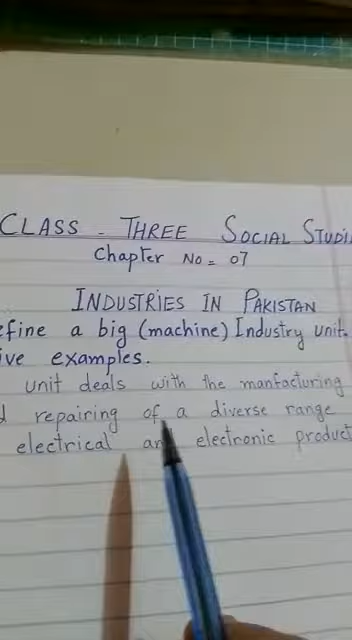 CLASS - THREE SOCIAL STUDI
Chapter No = 07
INDUSTRIES IN PAKISTAN
efine a big (machine) Industry unit.
ive examples.
unit deals with the manfacturing
d repairing of a diverse range
electrical an electronic product